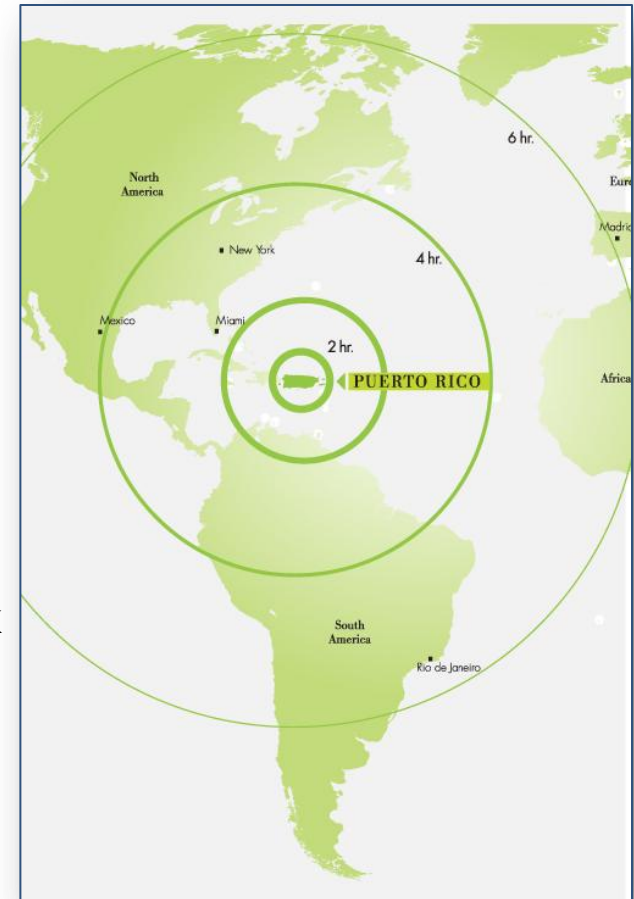 6 hr.
North
America
Eur
Madric
New York
4 hr.
Mexico
Miami
2 hr.
PUERTO RICO
Africa
South
America
Rio de Janeiro